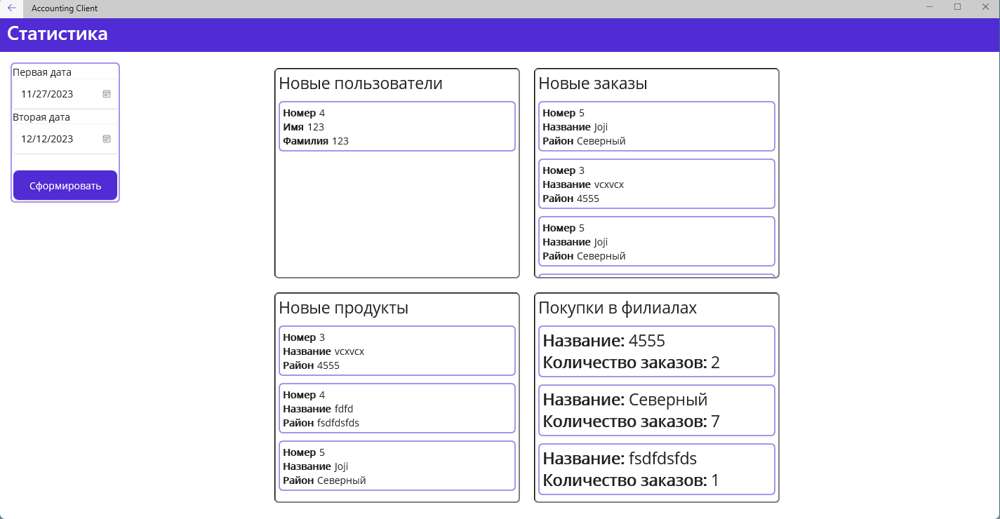 Accounting Client
Статистика
Первая дата
11/27/2023
Вторая дата
12/12/2023
Сформировать
Новые пользователи
Номер 4
Имя 123
Фамилия 123
Новые заказы
Номер 5
Название Joji
Район Северный
Номер 3
Название vcxvcx
Район 4555
Номер 5
Название Joji
Район Северный
Новые продукты
Номер 3
Название vcxvcx
Район 4555
Номер 4
Название fdfd
Район fsdfdsfds
Номер 5
Название Joji
Район Северный
Покупки в филиалах
Название: 4555
Количество заказов: 2
Название: Северный
Количество заказов: 7
Название: fsdfdsfds
Количество заказов: 1